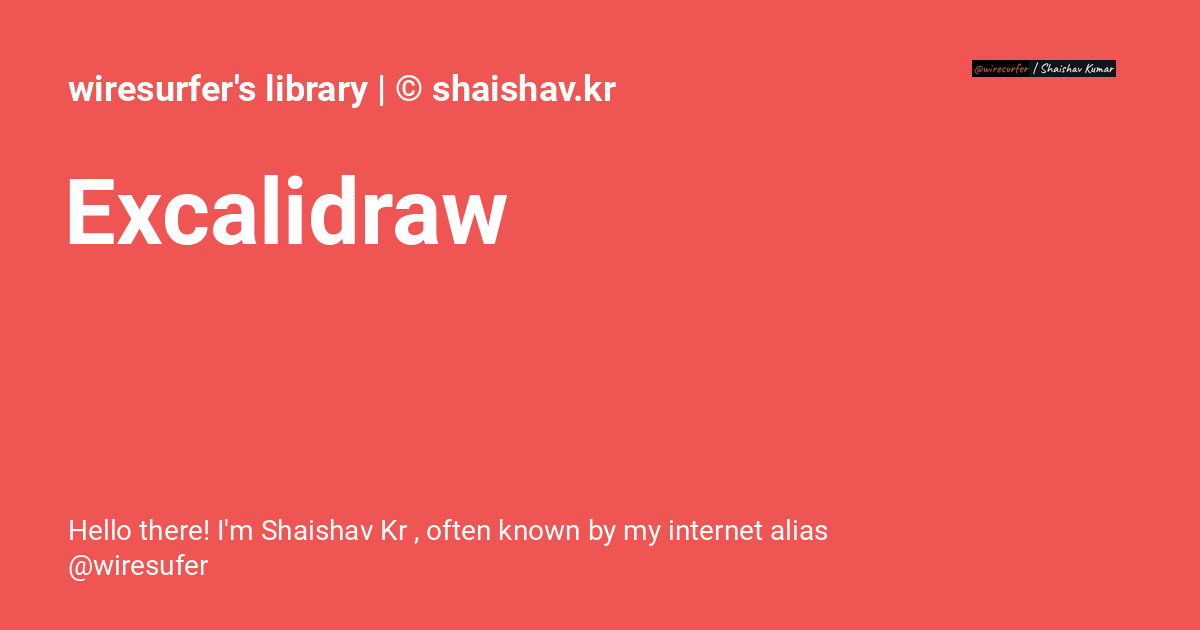 wiresurfer's library | © shaishav.kr
@wiresurfer | Shaishav Kumar
Excalidraw
Hello there! I'm Shaishav Kr , often known by my internet alias
@wiresufer